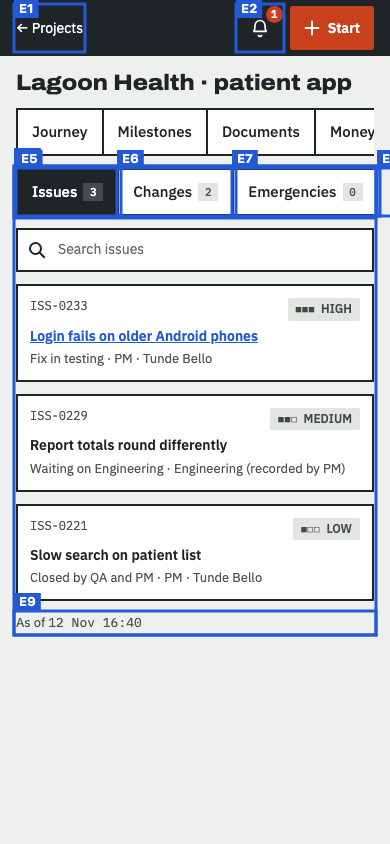 E1 E2
← Projects 1 + Start
Lagoon Health · patient app
Journey Milestones Documents Money
E5 E6 E7 E
Issues 3 Changes 2 Emergencies 0
Search issues
ISS-0233 ■■■ HIGH
Login fails on older Android phones
Fix in testing · PM · Tunde Bello
ISS-0229 ■■□ MEDIUM
Report totals round differently
Waiting on Engineering · Engineering (recorded by PM)
ISS-0221 ■□□ LOW
Slow search on patient list
Closed by QA and PM · PM · Tunde Bello
E9
As of 12 Nov 16:40